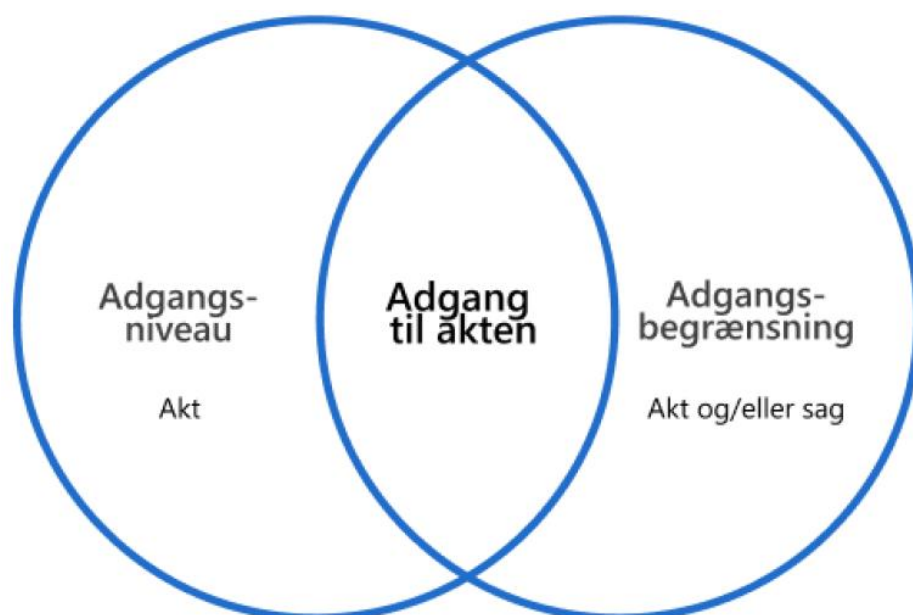 Adgangs-
niveau
Akt
Adgang
til akten
Adgangs-
begrænsning
Akt og/eller sag